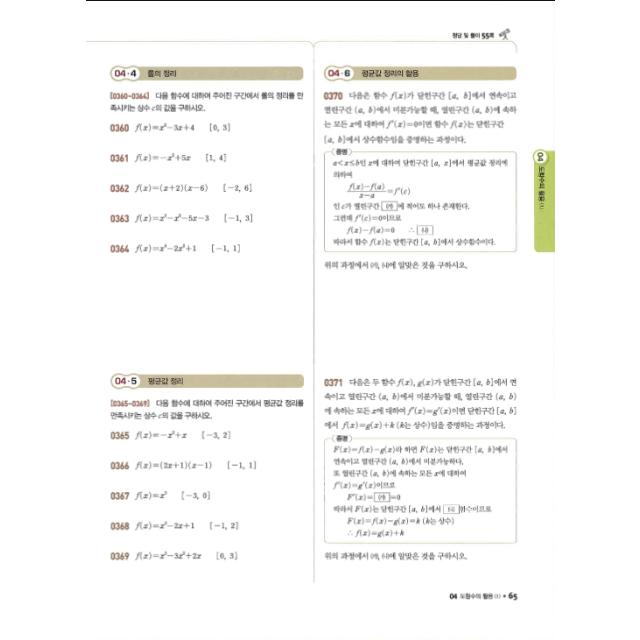 정답 및 풀이 55쪽
04·4 롤의 정리
[0360~0364] 다음 함수에 대하여 주어진 구간에서 롤의 정리를 만
족시키는 상수 c의 값을 구하시오.
0360 f(x)=x²-3x+4 [0, 3]
0361 f(x)=-x²+5x [1, 4]
0362 f(x)=(x+2)(x-6) [-2, 6]
0363 f(x)=x³-x²-5x-3 [-1, 3]
0364 f(x)=x⁴-2x²+1 [-1, 1]
04·5 평균값 정리
[0365~0369] 다음 함수에 대하여 주어진 구간에서 평균값 정리를
만족시키는 상수 c의 값을 구하시오.
0365 f(x)=-x²+x [-3, 2]
0366 f(x)=(2x+1)(x-1) [-1, 1]
0367 f(x)=x³ [-3, 0]
0368 f(x)=x³-2x+1 [-1, 2]
0369 f(x)=x³-3x²+2x [0, 3]
04·6 평균값 정리의 활용
0370 다음은 함수 f(x)가 닫힌구간 [a, b]에서 연속이고
열린구간 (a, b)에서 미분가능할 때, 열린구간 (a, b)에 속하
는 모든 x에 대하여 f'(x)=0이면 함수 f(x)는 닫힌구간
[a, b]에서 상수함수임을 증명하는 과정이다.
증명
a<x≤b인 x에 대하여 닫힌구간 [a, x]에서 평균값 정리에
의하여
f(x)-f(a)/x-a=f'(c)
인 c가 열린구간 (가) 에 적어도 하나 존재한다.
그런데 f'(c)=0이므로
f(x)-f(a)=0 ∴ (나)
따라서 함수 f(x)는 닫힌구간 [a, b]에서 상수함수이다.
위의 과정에서 (가), (나)에 알맞은 것을 구하시오.
0371 다음은 두 함수 f(x), g(x)가 닫힌구간 [a, b]에서 연
속이고 열린구간 (a, b)에서 미분가능할 때, 열린구간 (a, b)
에 속하는 모든 x에 대하여 f'(x)=g'(x)이면 닫힌구간 [a, b]
에서 f(x)=g(x)+k (k는 상수)임을 증명하는 과정이다.
증명
F(x)=f(x)-g(x)라 하면 F(x)는 닫힌구간 [a, b]에서
연속이고 열린구간 (a, b)에서 미분가능하다.
또 열린구간 (a, b)에 속하는 모든 x에 대하여
f'(x)=g'(x)이므로
F'(x)= (가) =0
따라서 F(x)는 닫힌구간 [a, b]에서 (나) 함수이므로
F(x)=f(x)-g(x)=k (k는 상수)
∴ f(x)=g(x)+k
위의 과정에서 (가), (나)에 알맞은 것을 구하시오.
04 도함수의 활용 (1)
04 도함수의 활용 (1) • 65